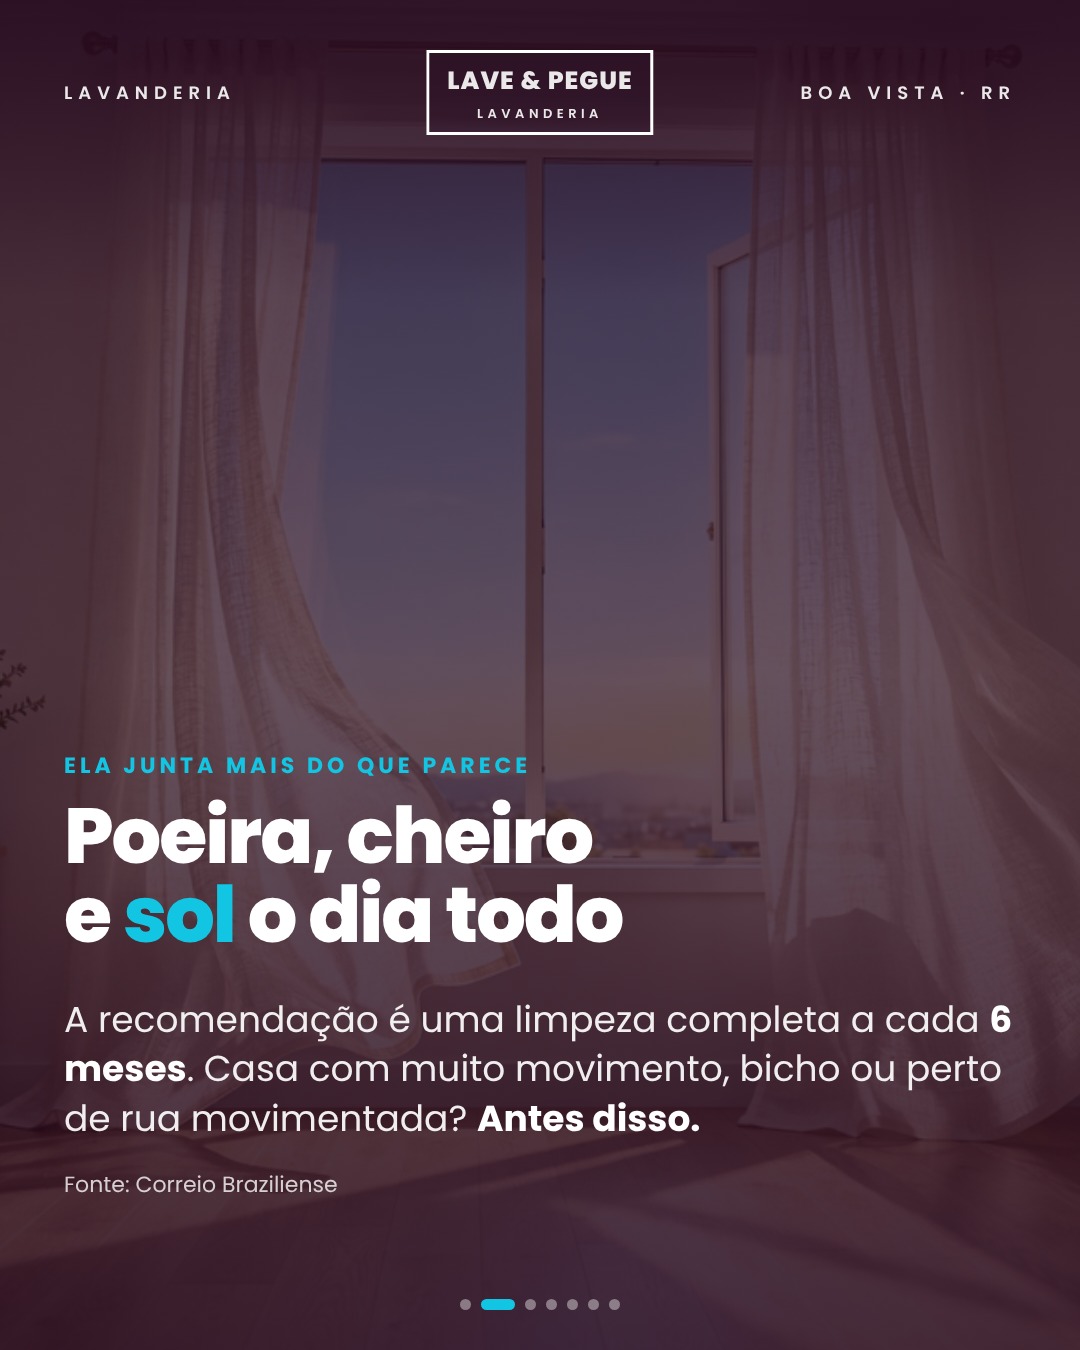 LAVANDERIA
LAVE & PEGUE
LAVANDERIA
BOA VISTA · RR
ELA JUNTA MAIS DO QUE PARECE
Poeira, cheiro
e sol o dia todo
A recomendação é uma limpeza completa a cada 6
meses. Casa com muito movimento, bicho ou perto
de rua movimentada? Antes disso.
Fonte: Correio Braziliense